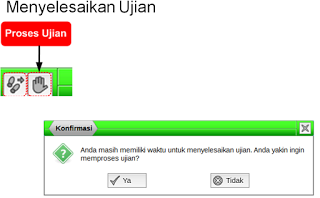 Menyelesaikan Ujian
Proses Ujian
Konfirmasi
Anda masih memiliki waktu untuk menyelesaikan ujian. Anda yakin ingin
memproses ujian?
Ya
Tidak